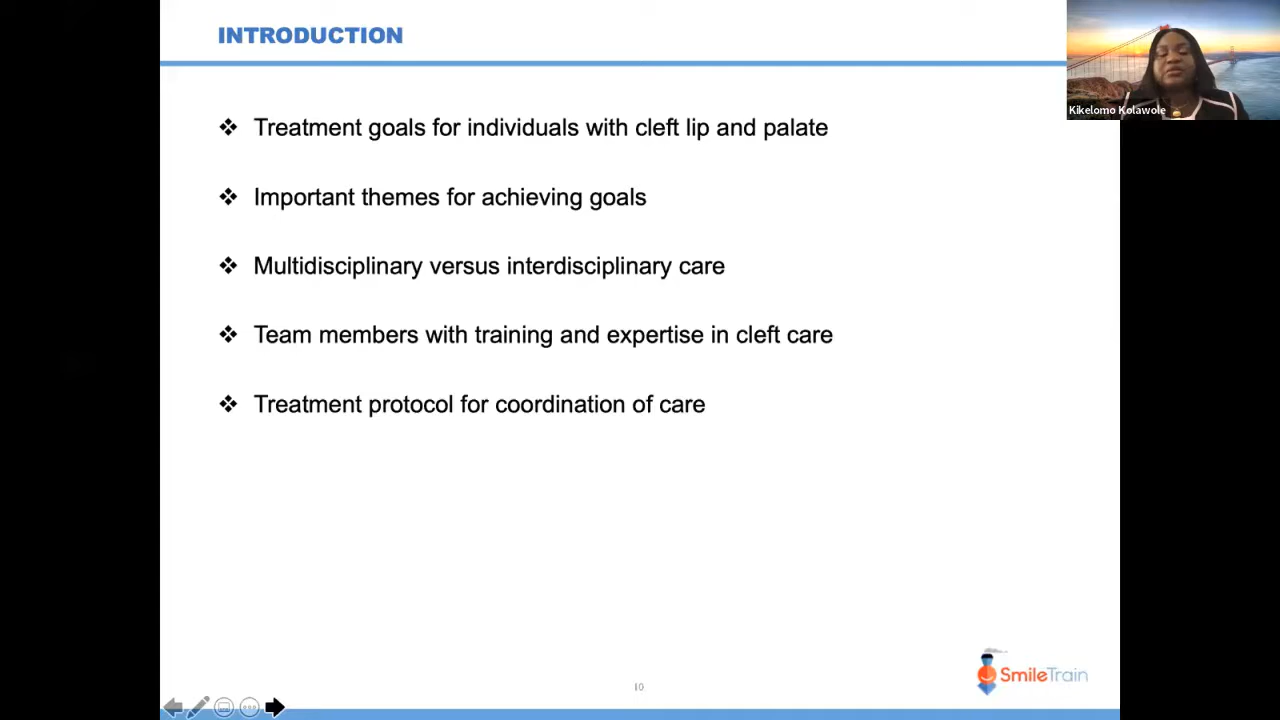 INTRODUCTION
Kikelomo Kolawole
❖ Treatment goals for individuals with cleft lip and palate
❖ Important themes for achieving goals
❖ Multidisciplinary versus interdisciplinary care
❖ Team members with training and expertise in cleft care
❖ Treatment protocol for coordination of care
SmileTrain
10